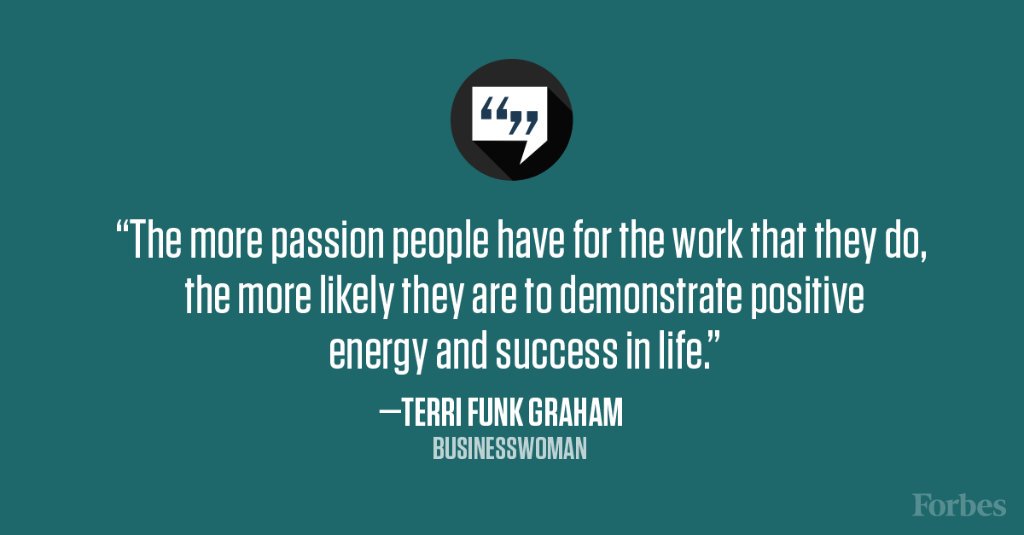 “The more passion people have for the work that they do,
the more likely they are to demonstrate positive
energy and success in life.”
—TERRI FUNK GRAHAM
BUSINESSWOMAN
Forbes